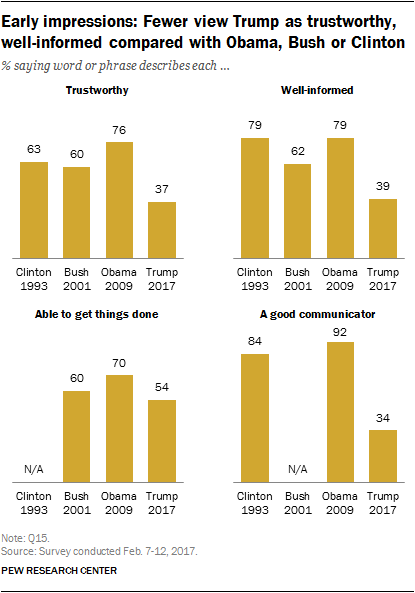 Early impressions: Fewer view Trump as trustworthy,
well-informed compared with Obama, Bush or Clinton
% saying word or phrase describes each ...
Trustworthy
63
60
76
37
Clinton 1993
Bush 2001
Obama 2009
Trump 2017
Well-informed
79
62
79
39
Clinton 1993
Bush 2001
Obama 2009
Trump 2017
Able to get things done
N/A
60
70
54
Clinton 1993
Bush 2001
Obama 2009
Trump 2017
A good communicator
84
N/A
92
34
Clinton 1993
Bush 2001
Obama 2009
Trump 2017
Note: Q15.
Source: Survey conducted Feb. 7-12, 2017.
PEW RESEARCH CENTER